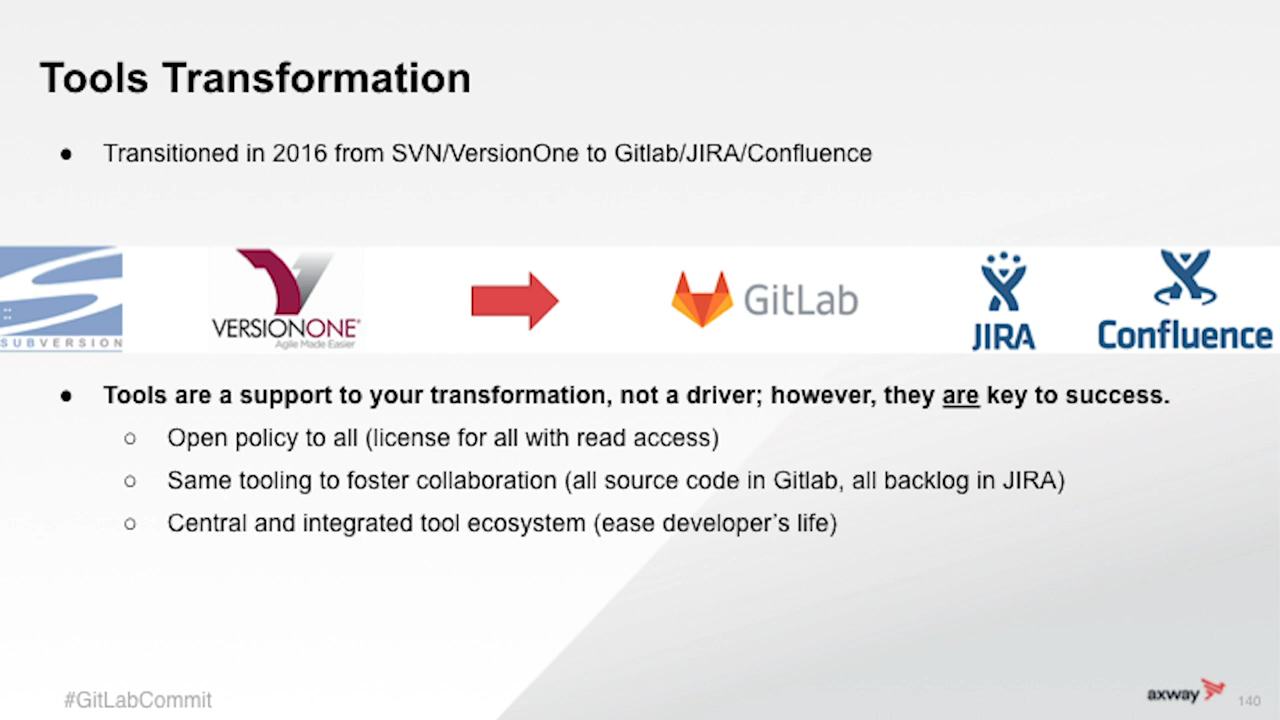 Tools Transformation
● Transitioned in 2016 from SVN/VersionOne to Gitlab/JIRA/Confluence
SUBVERSION
VERSIONONE®
Agile Made Easier
GitLab
JIRA
Confluence
● Tools are a support to your transformation, not a driver; however, they are key to success.
○ Open policy to all (license for all with read access)
○ Same tooling to foster collaboration (all source code in Gitlab, all backlog in JIRA)
○ Central and integrated tool ecosystem (ease developer’s life)
#GitLabCommit
axway
140